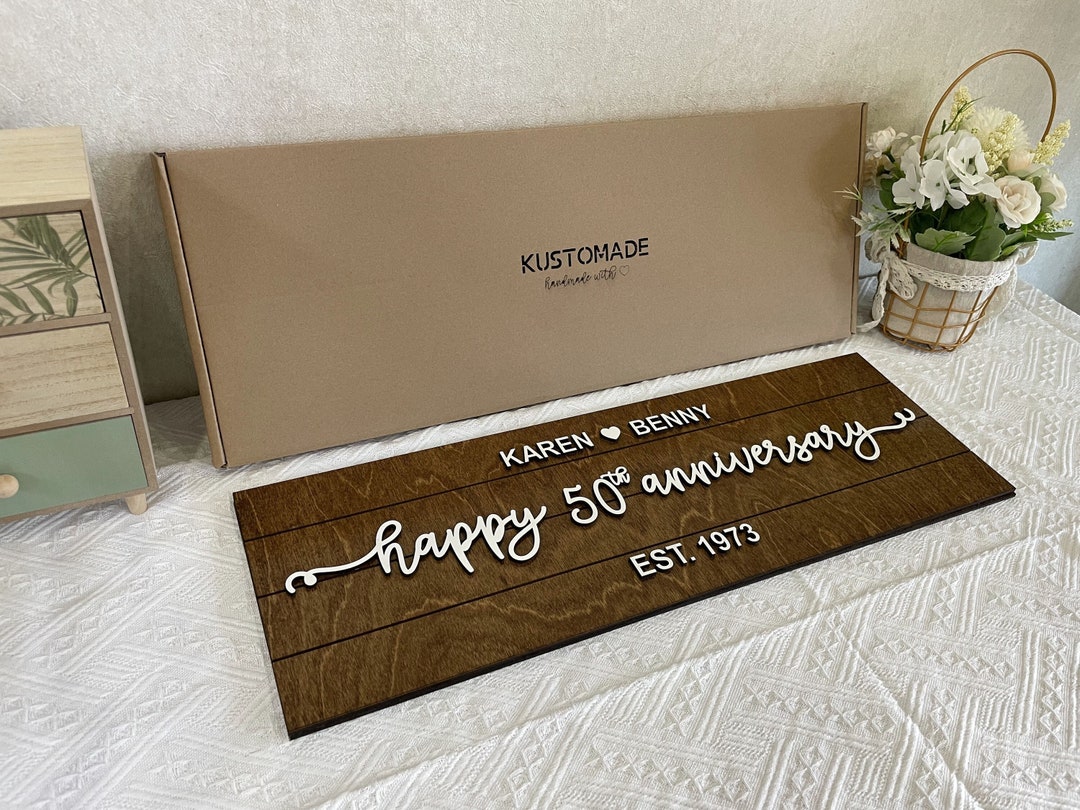 KUSTOMADE
handmade with ♡
KAREN ♥ BENNY
happy 50th anniversary
EST. 1973